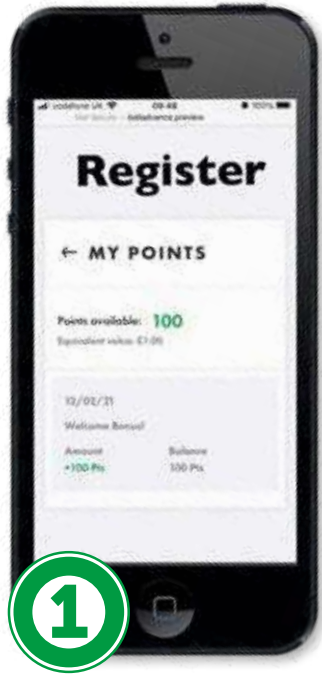 vodafone UK 09:48 100%
Register
← MY POINTS
Points available: 100
Equivalent value: £1.00
12/02/21
Welcome Bonus!
Amount Balance
+100 Pts 100 Pts
1